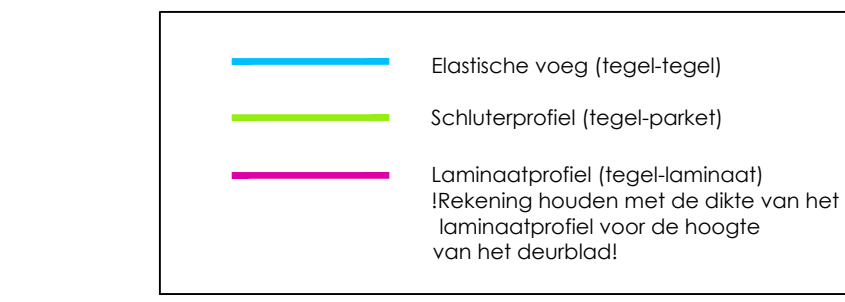 Elastische voeg (tegel-tegel)
Schluterprofiel (tegel-parket)
Laminaatprofiel (tegel-laminaat)
!Rekening houden met de dikte van het
laminaatprofiel voor de hoogte
van het deurblad!